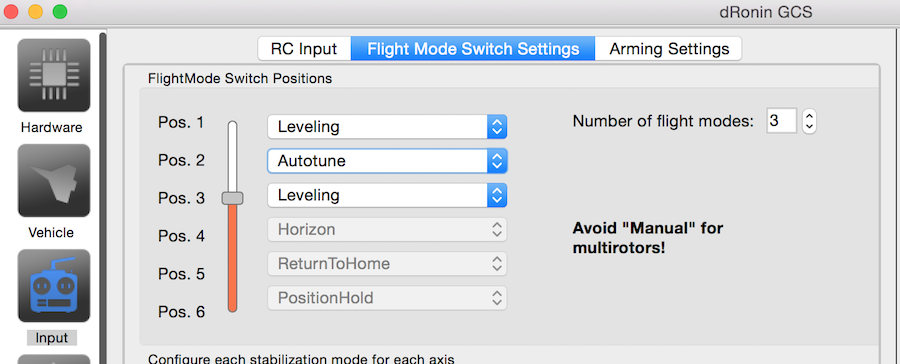 dRonin GCS
RC Input
Flight Mode Switch Settings
Arming Settings
FlightMode Switch Positions
Hardware
Vehicle
Input
Pos. 1
Leveling
Number of flight modes: 3
Pos. 2
Autotune
Pos. 3
Leveling
Pos. 4
Horizon
Avoid "Manual" for
multirotors!
Pos. 5
ReturnToHome
Pos. 6
PositionHold
Configure each stabilization mode for each axis